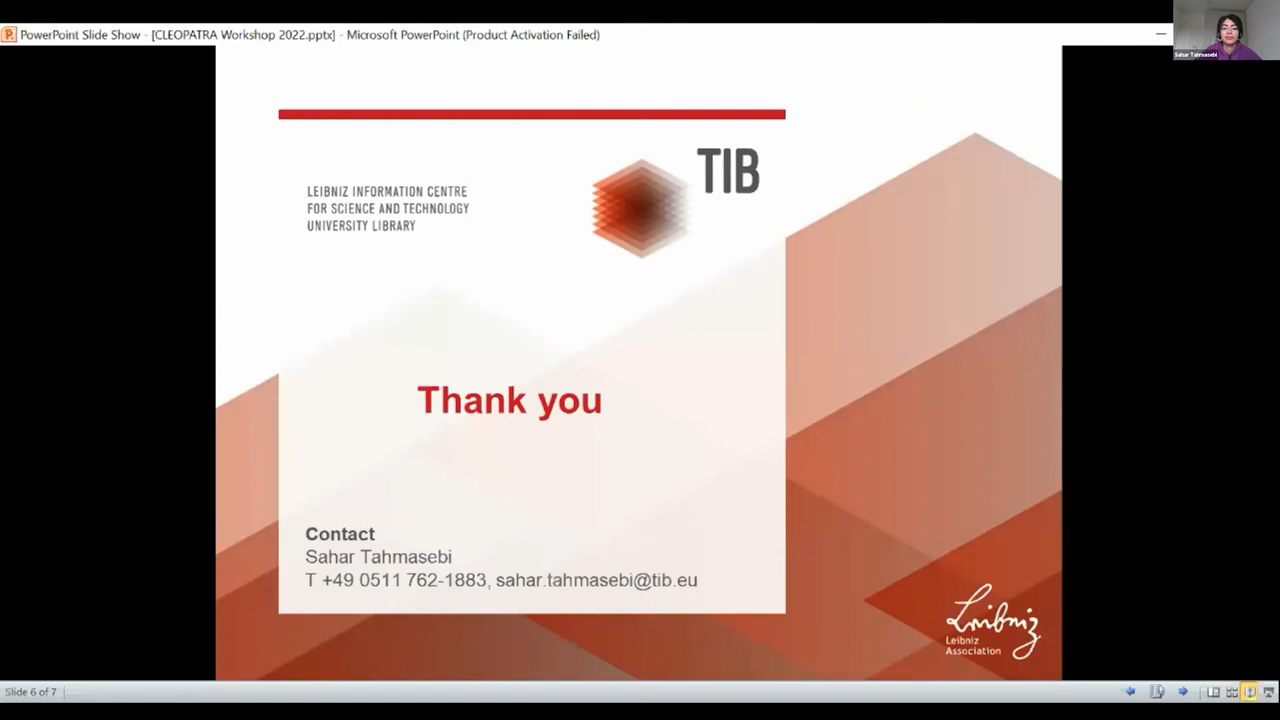 PowerPoint Slide Show - [CLEOPATRA Workshop 2022.pptx] - Microsoft PowerPoint (Product Activation Failed)
Sahar Tahmasebi
TIB
LEIBNIZ INFORMATION CENTRE
FOR SCIENCE AND TECHNOLOGY
UNIVERSITY LIBRARY
Thank you
Contact
Sahar Tahmasebi
T +49 0511 762-1883, sahar.tahmasebi@tib.eu
Leibniz
Leibniz
Association
Slide 6 of 7